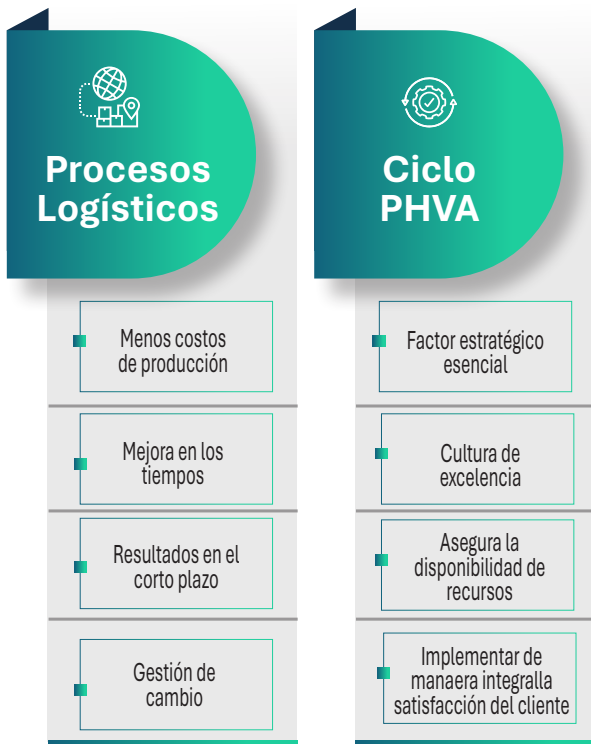 Procesos
Logísticos
Menos costos
de producción
Mejora en los
tiempos
Resultados en el
corto plazo
Gestión de
cambio
Ciclo
PHVA
Factor estratégico
esencial
Cultura de
excelencia
Asegura la
disponibilidad de
recursos
Implementar de
manaera integralla
satisfacción del cliente